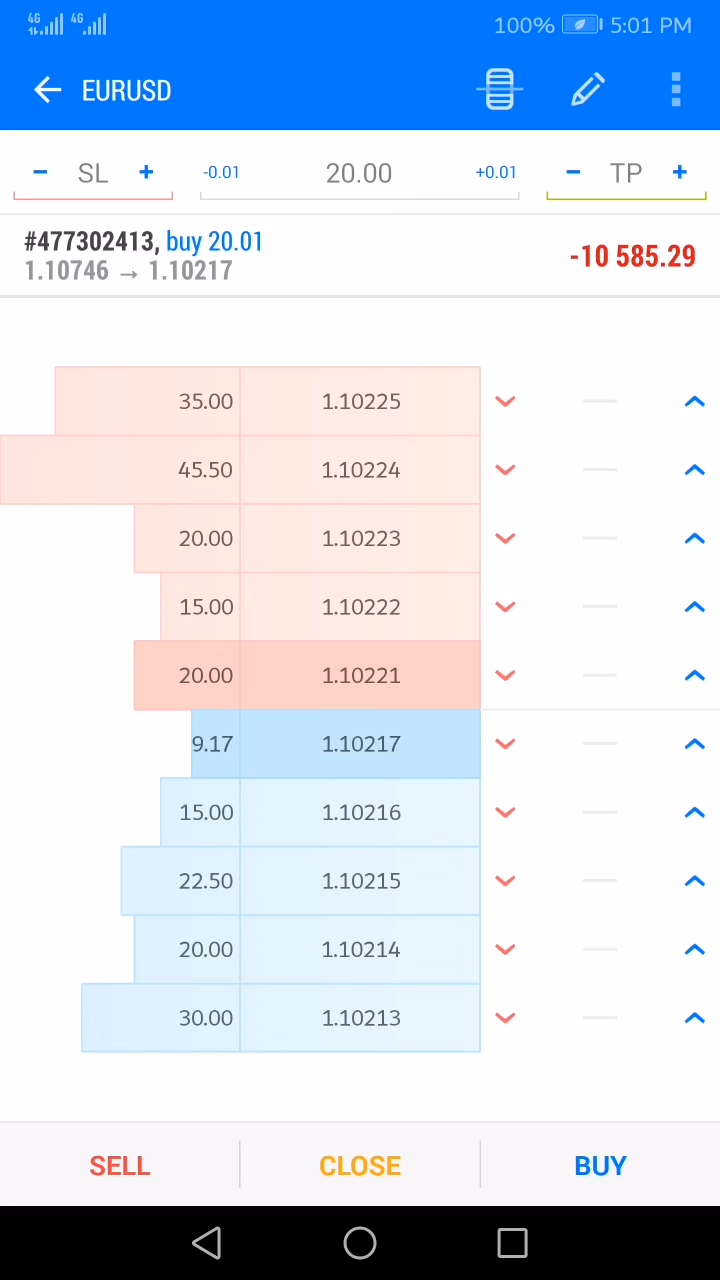 4G 4G 100% 5:01 PM
EURUSD
- SL + -0.01 20.00 +0.01 - TP +
#477302413, buy 20.01
1.10746 → 1.10217 -10 585.29
35.00 1.10225
45.50 1.10224
20.00 1.10223
15.00 1.10222
20.00 1.10221
9.17 1.10217
15.00 1.10216
22.50 1.10215
20.00 1.10214
30.00 1.10213
SELL CLOSE BUY